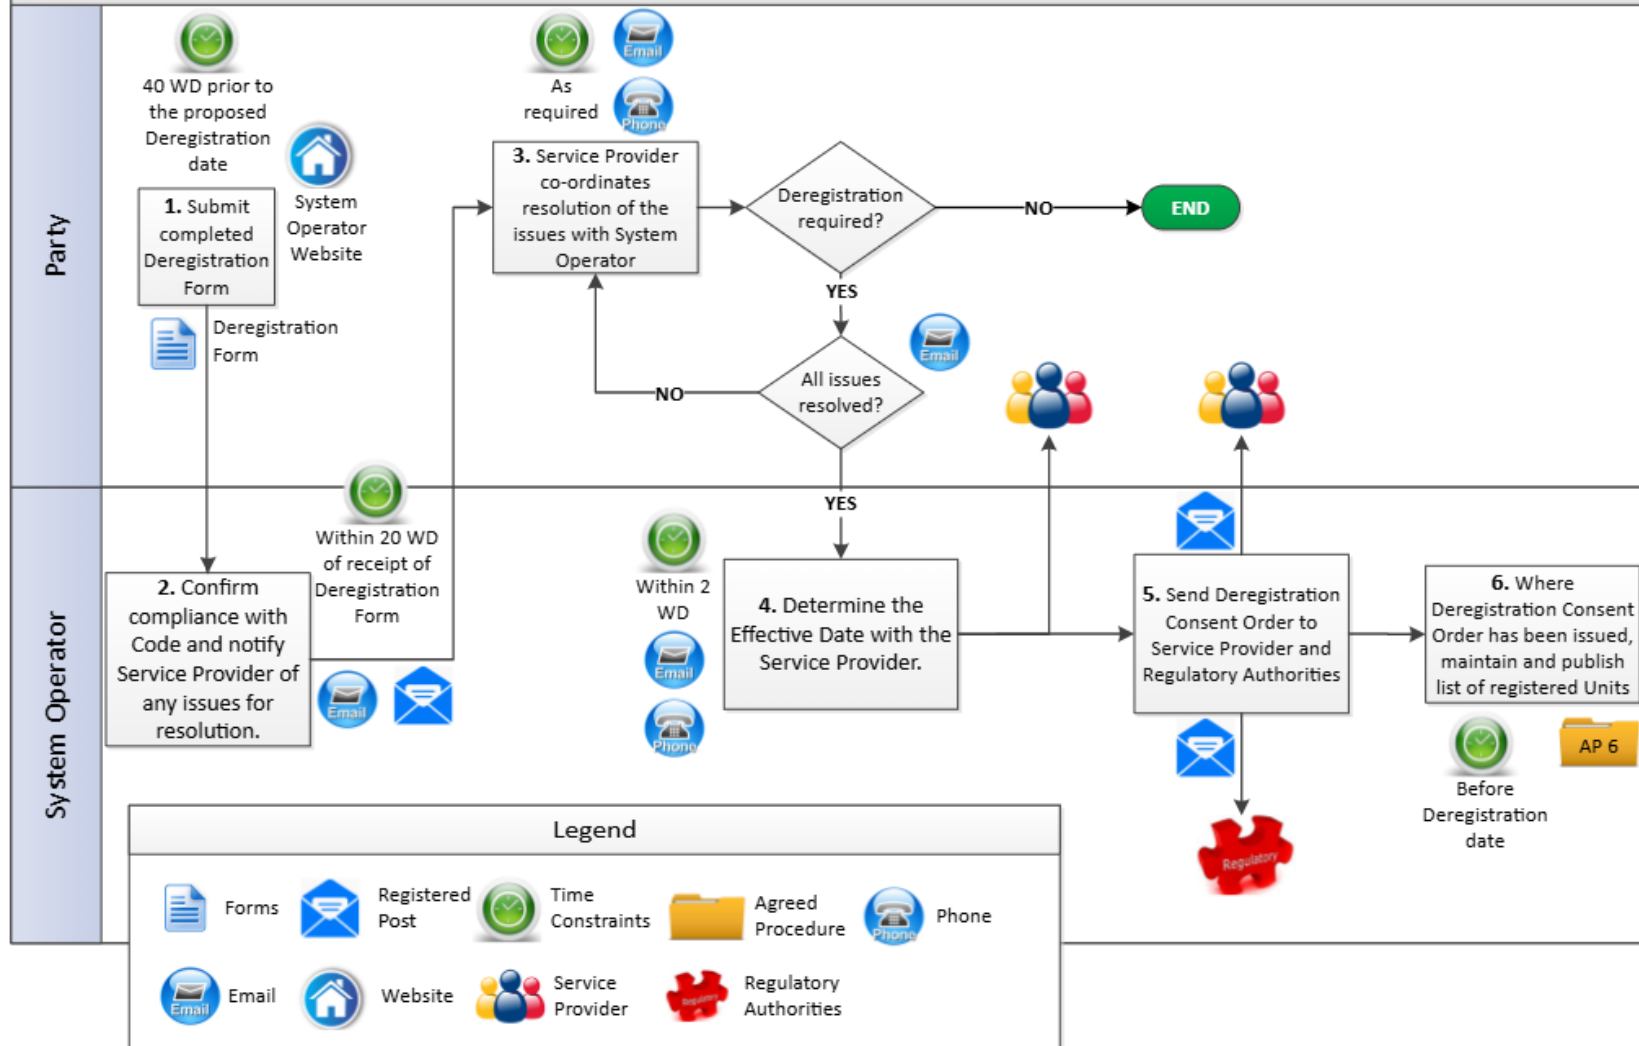 Party
40 WD prior to
the proposed
Deregistration
date
System
Operator
Website
1. Submit
completed
Deregistration
Form
Deregistration
Form
As
required
Email
Phone
3. Service Provider
co-ordinates
resolution of the
issues with System
Operator
Deregistration
required?
NO
END
YES
Email
All issues
resolved?
NO
YES
System Operator
Within 20 WD
of receipt of
Deregistration
Form
2. Confirm
compliance with
Code and notify
Service Provider of
any issues for
resolution.
Email
Within 2
WD
Email
Phone
4. Determine the
Effective Date with the
Service Provider.
5. Send Deregistration
Consent Order to
Service Provider and
Regulatory Authorities
Regulatory
6. Where
Deregistration Consent
Order has been issued,
maintain and publish
list of registered Units
Before
Deregistration
date
AP 6
Legend
Forms
Registered
Post
Time
Constraints
Agreed
Procedure
Phone
Phone
Email
Email
Website
Service
Provider
Regulatory
Regulatory
Authorities